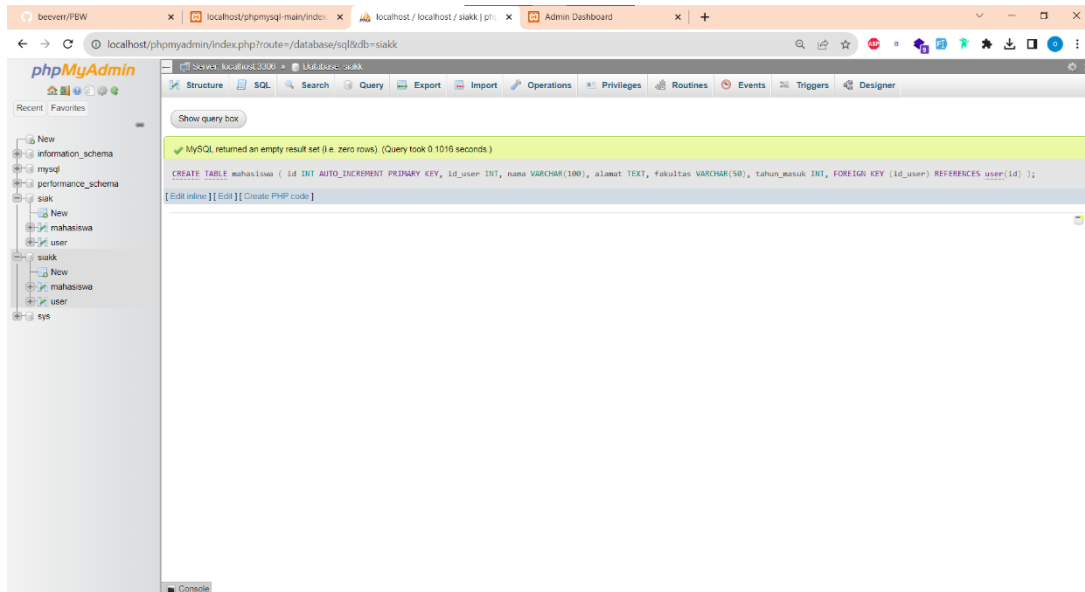 beeverr/PBW
localhost/phpmysql-main/index.
localhost / localhost / siakk | ph
Admin Dashboard
localhost/phpmyadmin/index.php?route=/database/sql&db=siakk
phpMyAdmin
Recent Favorites
New
information_schema
mysql
performance_schema
siak
New
mahasiswa
user
siakk
New
mahasiswa
user
sys
Server: localhost:3306 » Database: siakk
Structure SQL Search Query Export Import Operations Privileges Routines Events Triggers Designer
Show query box
MySQL returned an empty result set (i.e. zero rows). (Query took 0.1016 seconds.)
CREATE TABLE mahasiswa ( id INT AUTO_INCREMENT PRIMARY KEY, id_user INT, nama VARCHAR(100), alamat TEXT, fakultas VARCHAR(50), tahun_masuk INT, FOREIGN KEY (id_user) REFERENCES user(id) );
[ Edit inline ] [ Edit ] [ Create PHP code ]
Console